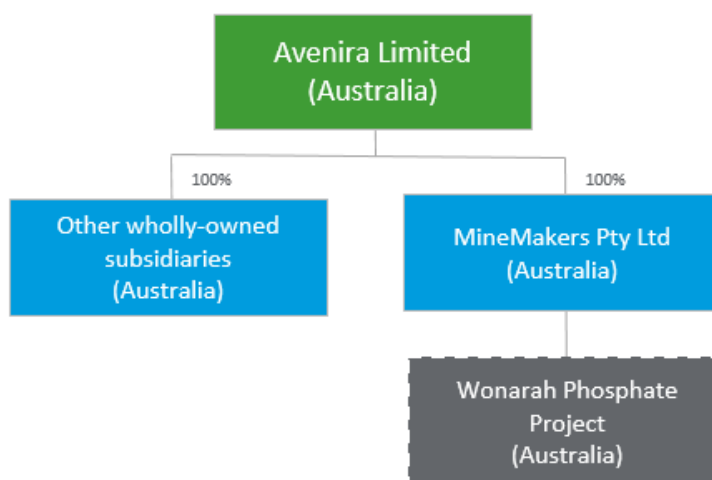 Avenira Limited
(Australia)
100%
100%
Other wholly-owned
subsidiaries
(Australia)
MineMakers Pty Ltd
(Australia)
Wonarah Phosphate
Project
(Australia)